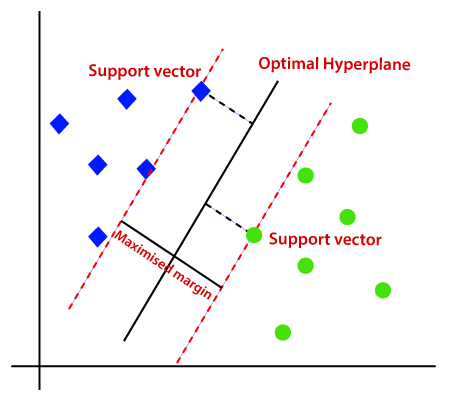 Optimal Hyperplane
Support vector
Support vector
Maximised margin